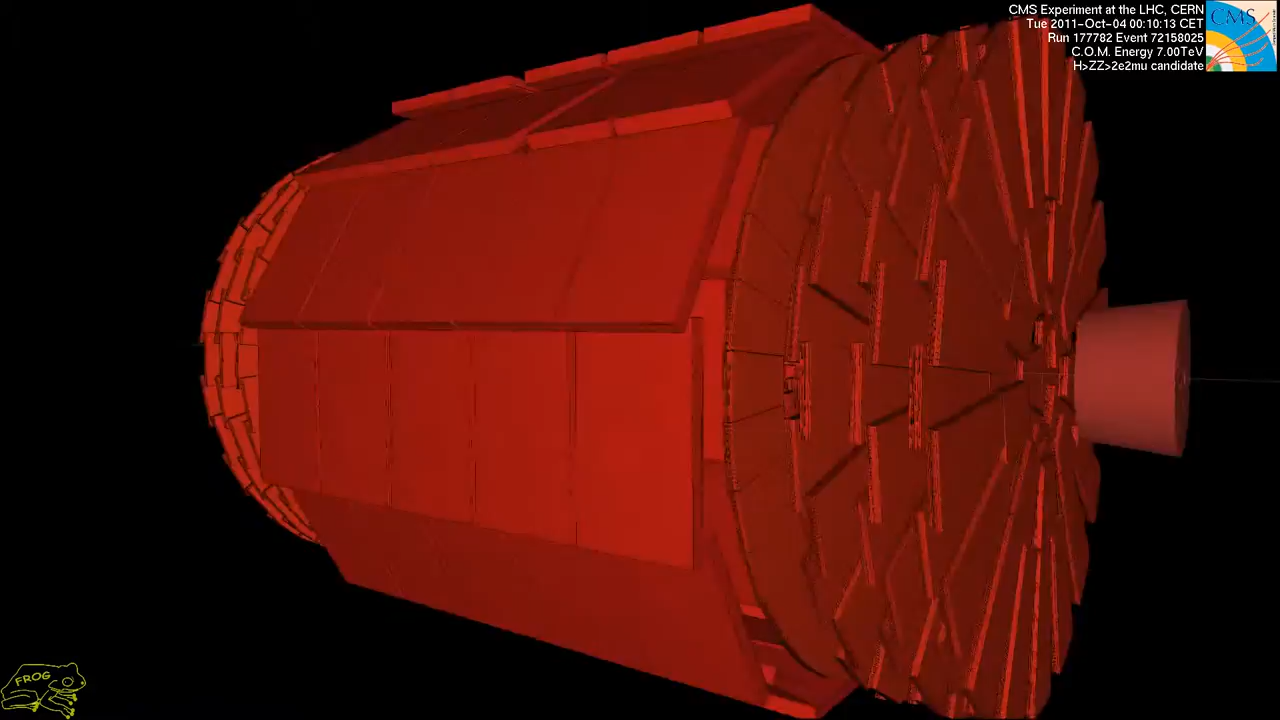 CMS Experiment at the LHC, CERN
Tue 2011-Oct-04 00:10:13 CET
Run 177782 Event 72158025
C.O.M. Energy 7.00TeV
H>ZZ>2e2mu candidate
CMS
FROG